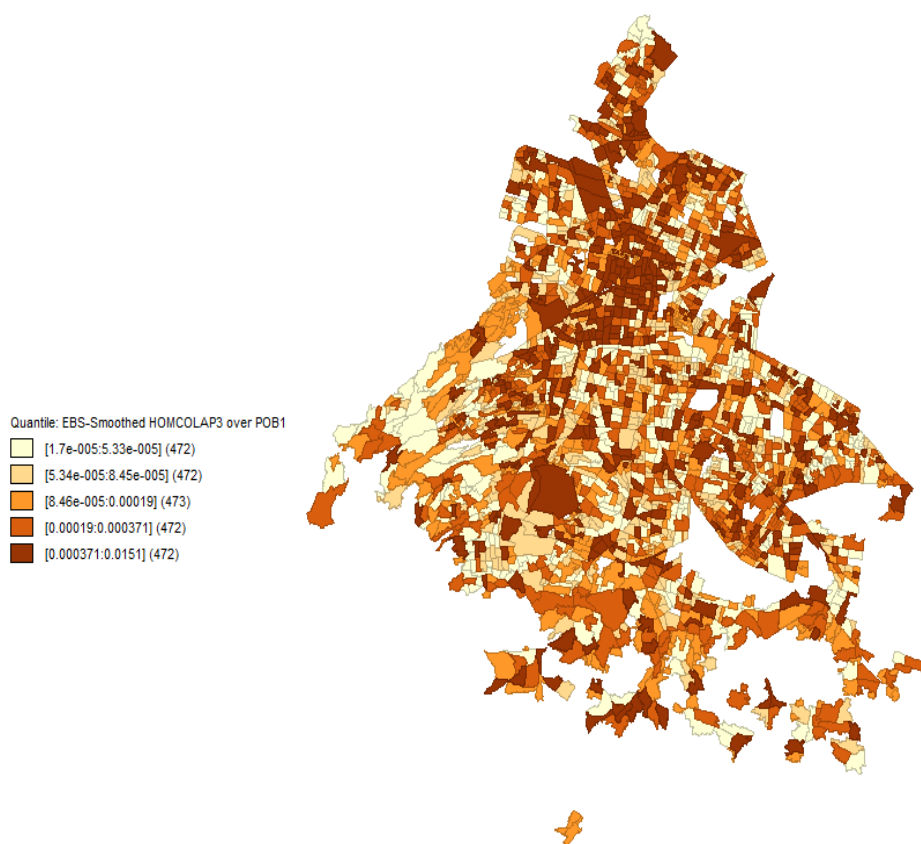 Quantile: EBS-Smoothed HOMCOLAP3 over POB1
[1.7e-005:5.33e-005] (472)
[5.34e-005:8.45e-005] (472)
[8.46e-005:0.00019] (473)
[0.00019:0.000371] (472)
[0.000371:0.0151] (472)